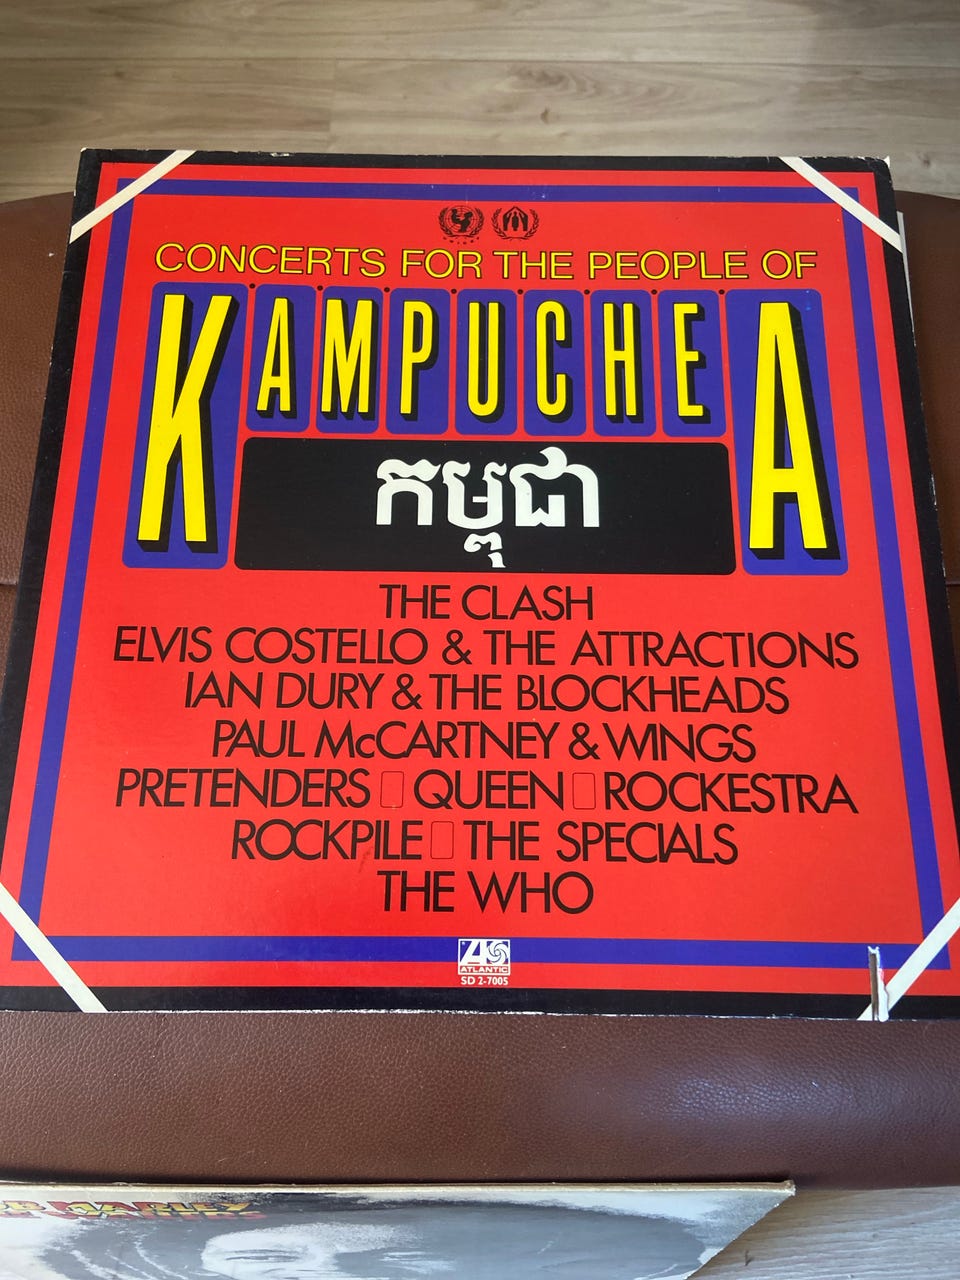 CONCERTS FOR THE PEOPLE OF
KAMPUCHEA
កម្ពុជា
THE CLASH
ELVIS COSTELLO & THE ATTRACTIONS
IAN DURY & THE BLOCKHEADS
PAUL McCARTNEY & WINGS
PRETENDERS QUEEN ROCKESTRA
ROCKPILE THE SPECIALS
THE WHO
ATLANTIC
SD 2-7005
MARLEY